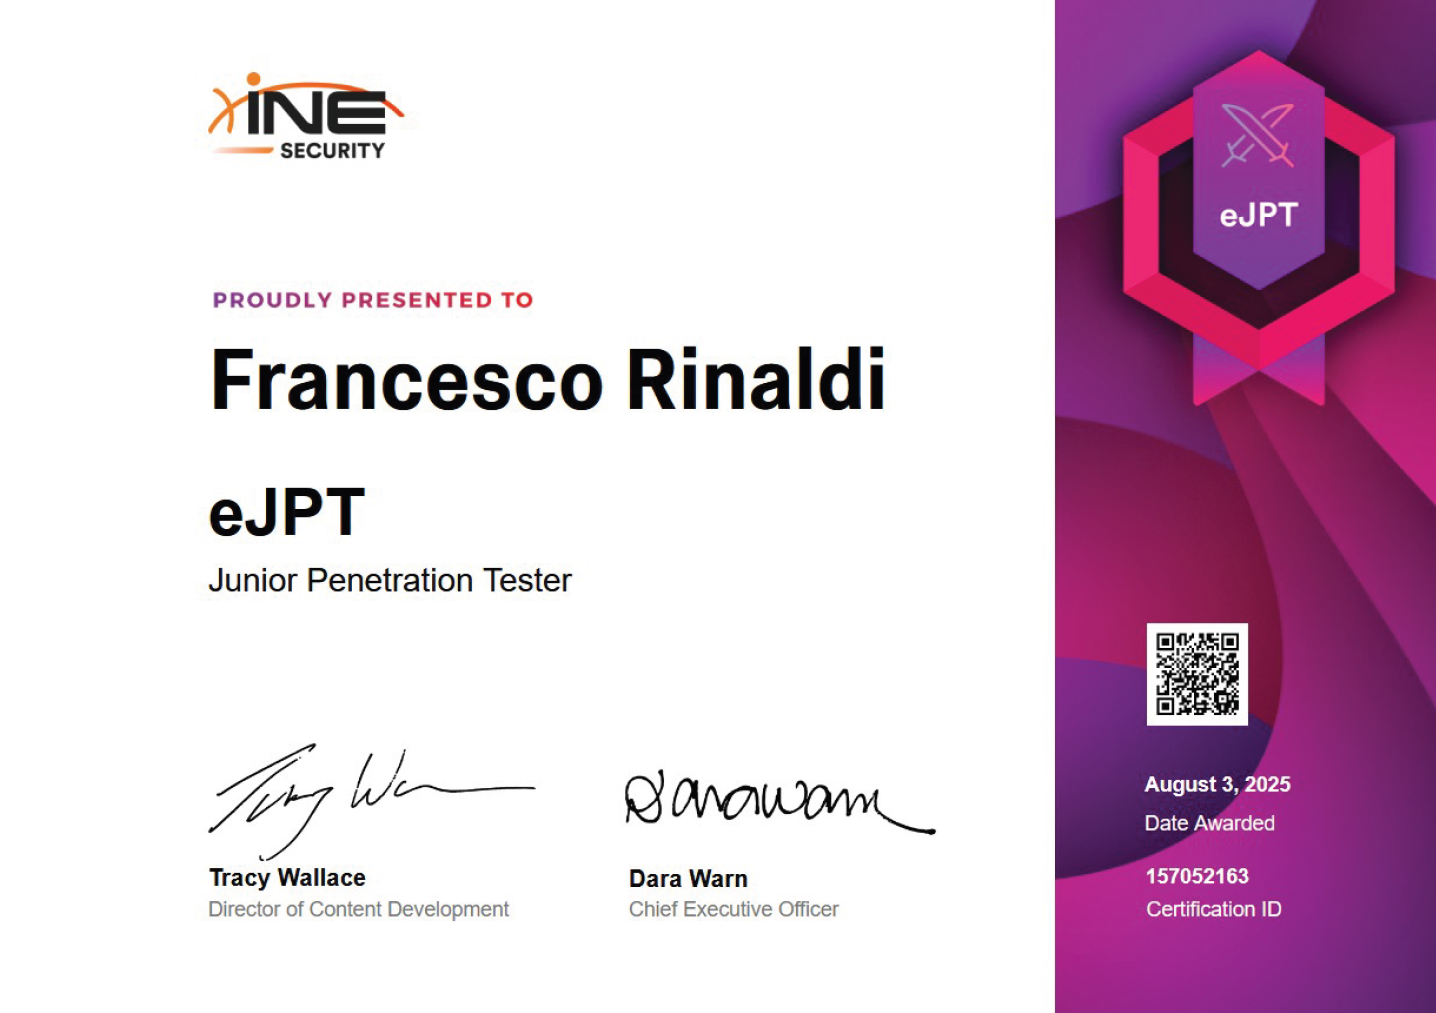 iNE
SECURITY
eJPT
PROUDLY PRESENTED TO
Francesco Rinaldi
eJPT
Junior Penetration Tester
Tracy Wallace
Director of Content Development
Dara Warn
Chief Executive Officer
August 3, 2025
Date Awarded
157052163
Certification ID